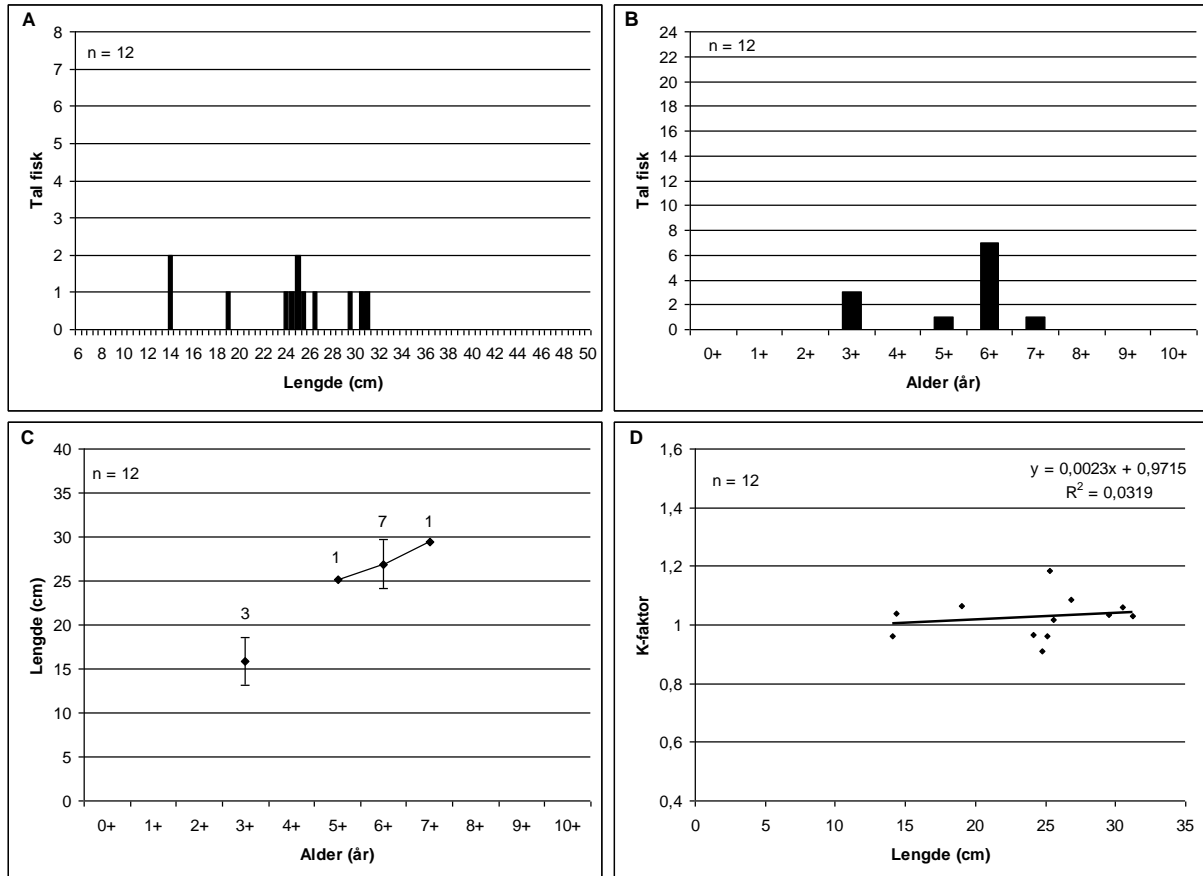 A
n = 12
Tal fisk
8
7
6
5
4
3
2
1
0
6 8 10 12 14 16 18 20 22 24 26 28 30 32 34 36 38 40 42 44 46 48 50
Lengde (cm)
B
n = 12
Tal fisk
24
22
20
18
16
14
12
10
8
6
4
2
0
0+ 1+ 2+ 3+ 4+ 5+ 6+ 7+ 8+ 9+ 10+
Alder (år)
C
n = 12
Lengde (cm)
40
35
30
25
20
15
10
5
0
3
1
7
1
0+ 1+ 2+ 3+ 4+ 5+ 6+ 7+ 8+ 9+ 10+
Alder (år)
D
n = 12
y = 0,0023x + 0,9715
R² = 0,0319
K-faktor
1,6
1,4
1,2
1
0,8
0,6
0,4
0 5 10 15 20 25 30 35
Lengde (cm)